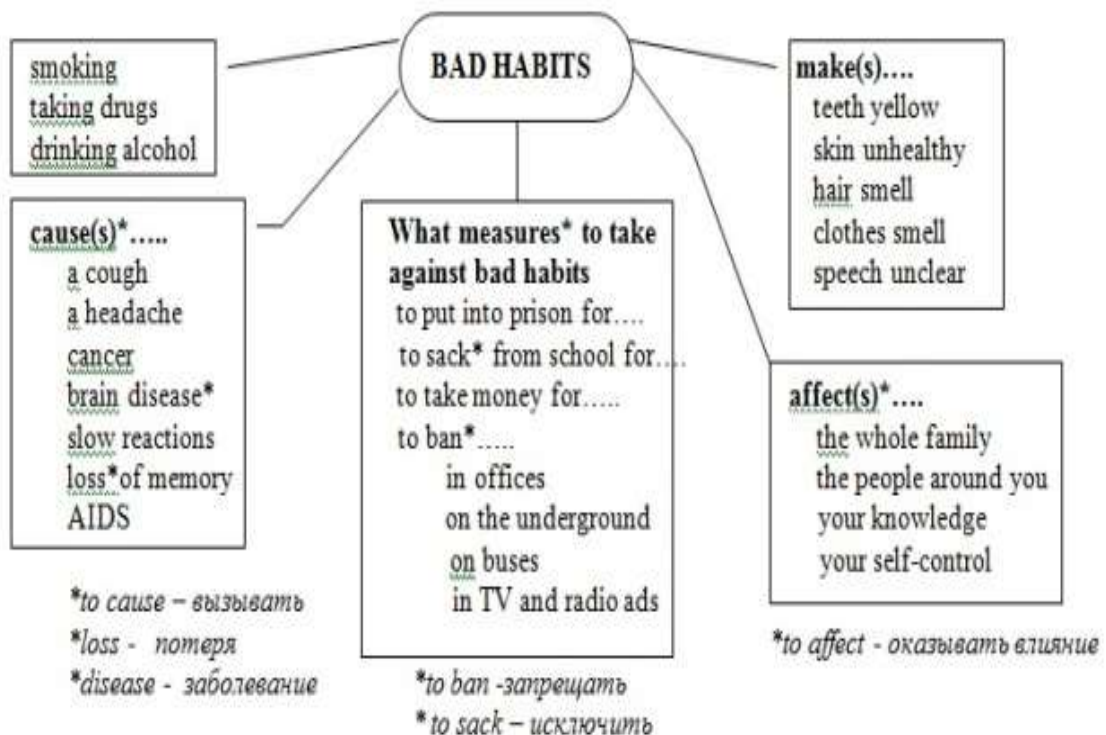 BAD HABITS
smoking
taking drugs
drinking alcohol
cause(s)*.....
a cough
a headache
cancer
brain disease*
slow reactions
loss*of memory
AIDS
*to cause – вызывать
*loss - потеря
*disease - заболевание
What measures* to take
against bad habits
to put into prison for....
to sack* from school for....
to take money for.....
to ban*.....
in offices
on the underground
on buses
in TV and radio ads
*to ban -запрещать
*to sack – исключить
make(s)....
teeth yellow
skin unhealthy
hair smell
clothes smell
speech unclear
affect(s)*....
the whole family
the people around you
your knowledge
your self-control
*to affect - оказывать влияние